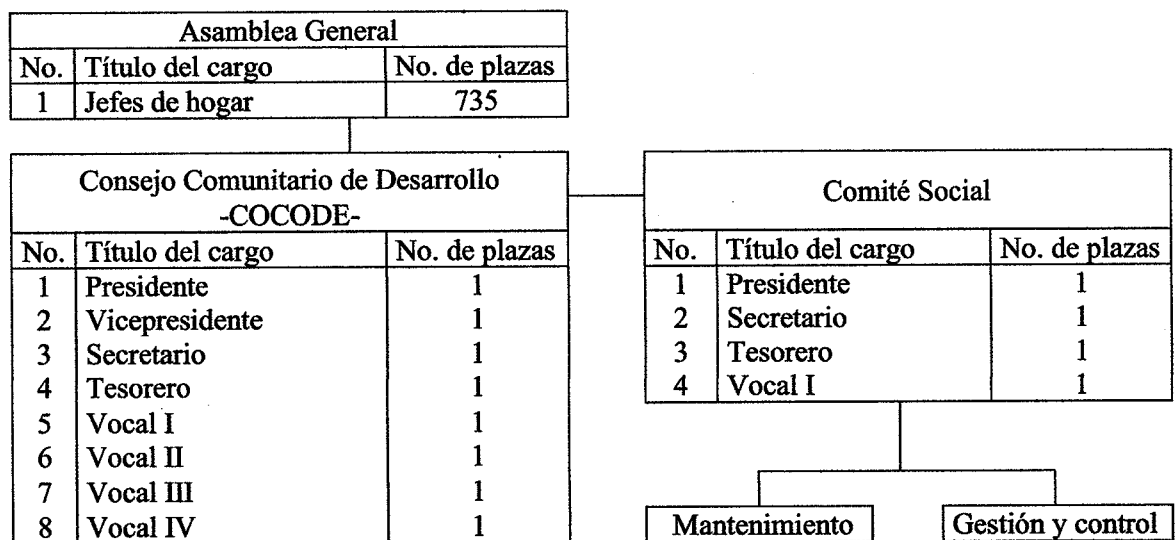 Asamblea General
No. Título del cargo No. de plazas
1 Jefes de hogar 735
Consejo Comunitario de Desarrollo
-COCODE-
No. Título del cargo No. de plazas
1 Presidente 1
2 Vicepresidente 1
3 Secretario 1
4 Tesorero 1
5 Vocal I 1
6 Vocal II 1
7 Vocal III 1
8 Vocal IV 1
Comité Social
No. Título del cargo No. de plazas
1 Presidente 1
2 Secretario 1
3 Tesorero 1
4 Vocal I 1
Mantenimiento
Gestión y control